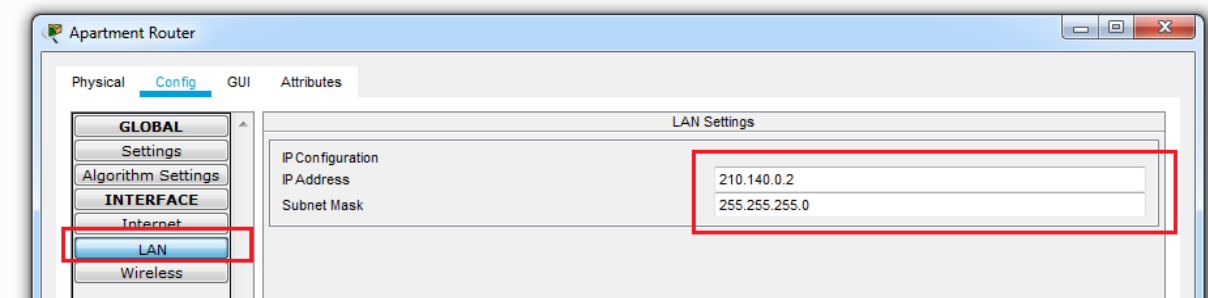 Apartment Router
Physical Config GUI Attributes
GLOBAL
Settings
Algorithm Settings
INTERFACE
Internet
LAN
Wireless
LAN Settings
IP Configuration
IP Address 210.140.0.2
Subnet Mask 255.255.255.0